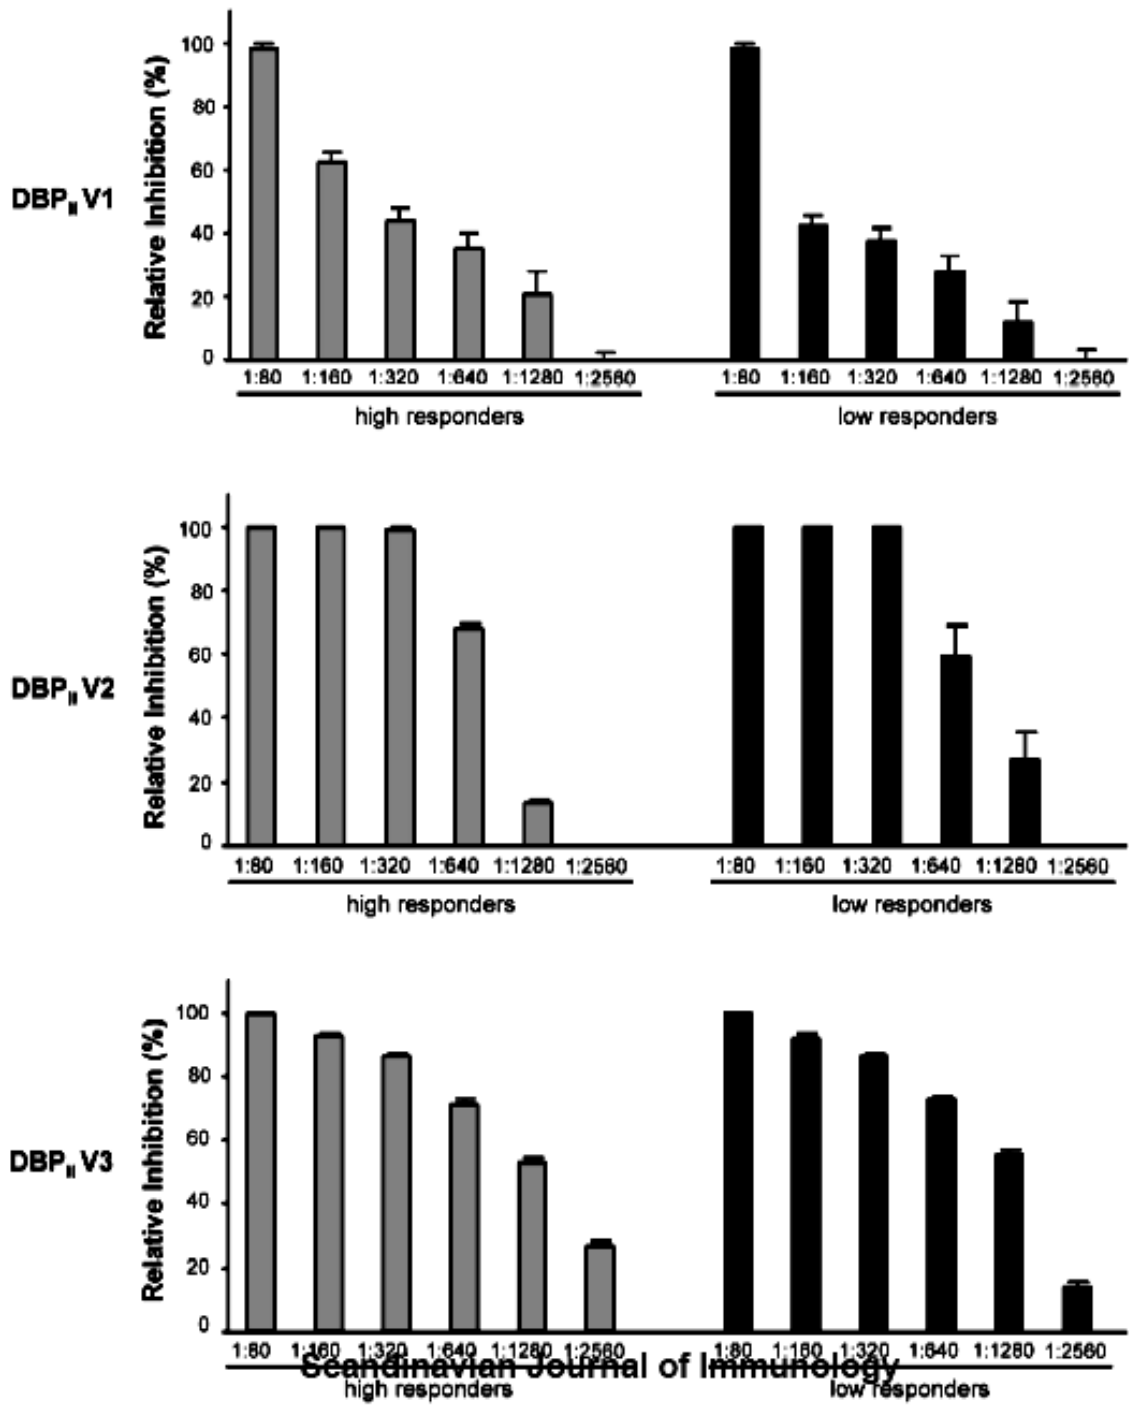 DBPII V1
Relative Inhibition (%)
100
80
60
40
20
0
1:80 1:160 1:320 1:640 1:1280 1:2560 1:80 1:160 1:320 1:640 1:1280 1:2560
high responders low responders
DBPII V2
Relative Inhibition (%)
100
80
60
40
20
0
1:80 1:160 1:320 1:640 1:1280 1:2560 1:80 1:160 1:320 1:640 1:1280 1:2560
high responders low responders
DBPII V3
Relative Inhibition (%)
100
80
60
40
20
0
1:80 1:160 1:320 1:640 1:1280 1:2560 1:80 1:160 1:320 1:640 1:1280 1:2560
Scandinavian Journal of Immunology
high responders low responders